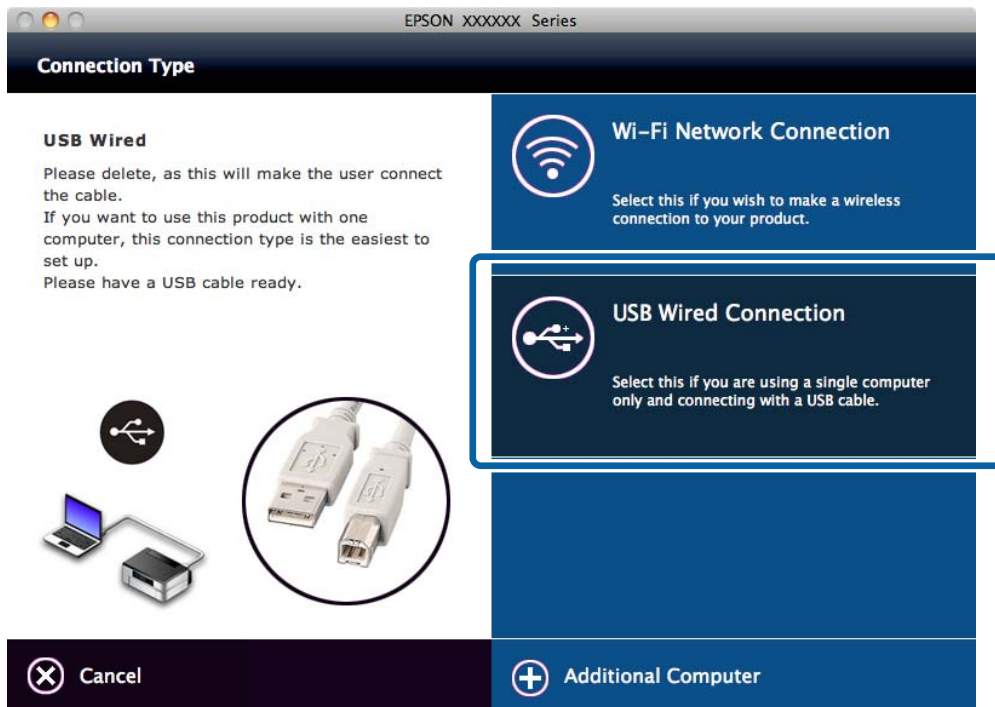 EPSON XXXXXX Series
Connection Type
USB Wired
Please delete, as this will make the user connect
the cable.
If you want to use this product with one
computer, this connection type is the easiest to
set up.
Please have a USB cable ready.
Wi-Fi Network Connection
Select this if you wish to make a wireless
connection to your product.
USB Wired Connection
Select this if you are using a single computer
only and connecting with a USB cable.
Cancel
Additional Computer